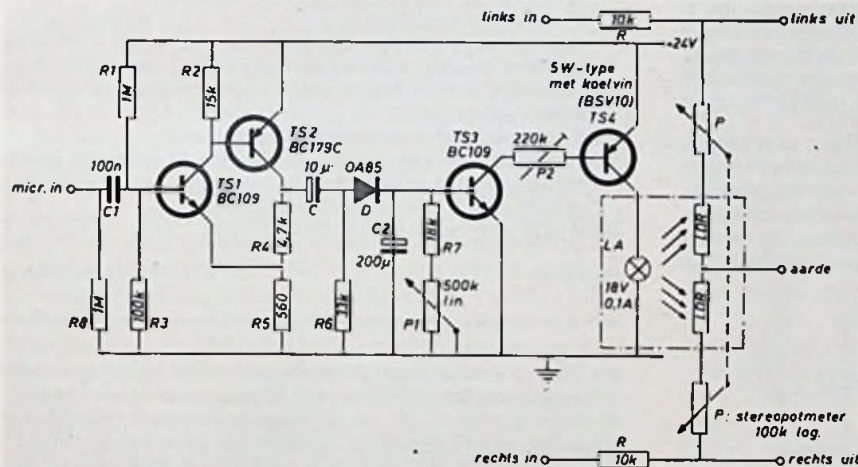 links in
10k
R
links uit
+24V
R1
1M
R2
15k
5W-type
met koelvin
(BSV10)
TS4
P
TS2
BC179C
100n
micr. in
C1
TS1
BC109
10µ
C
OA85
D
TS3
BC109
220k
P2
R4
4,7k
C2
200µ
18k
R7
LA
18V
0,1A
LDR
LDR
aarde
1M
R8
100k
R3
560
R5
R6
500k
lin.
P1
P: stereopotmeter
100k log.
rechts in
R
10k
rechts uit